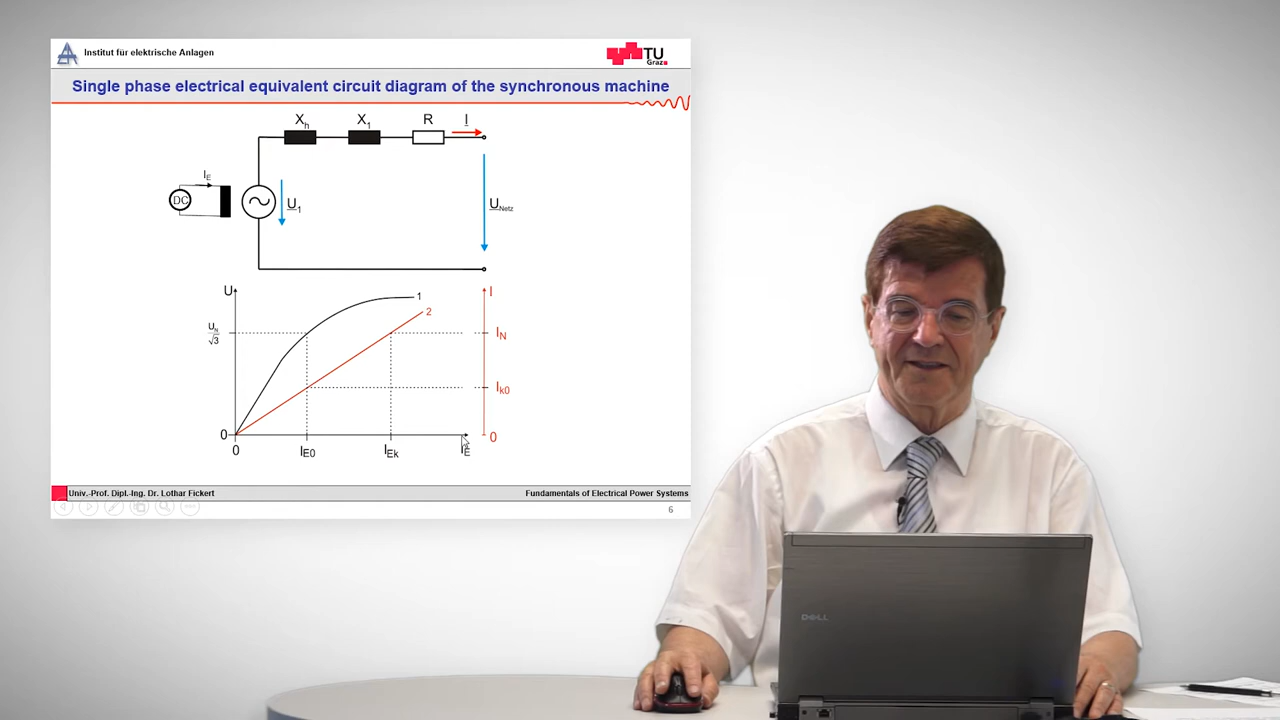 Institut für elektrische Anlagen
TU
Graz
Single phase electrical equivalent circuit diagram of the synchronous machine
Xh X1 R I
IE
DC
U1
UNetz
U
1
I
2
UN
√3
IN
Ik0
0
0
0
IE0
IEk
IE
Univ.-Prof. Dipl.-Ing. Dr. Lothar Fickert
Fundamentals of Electrical Power Systems
6
DELL